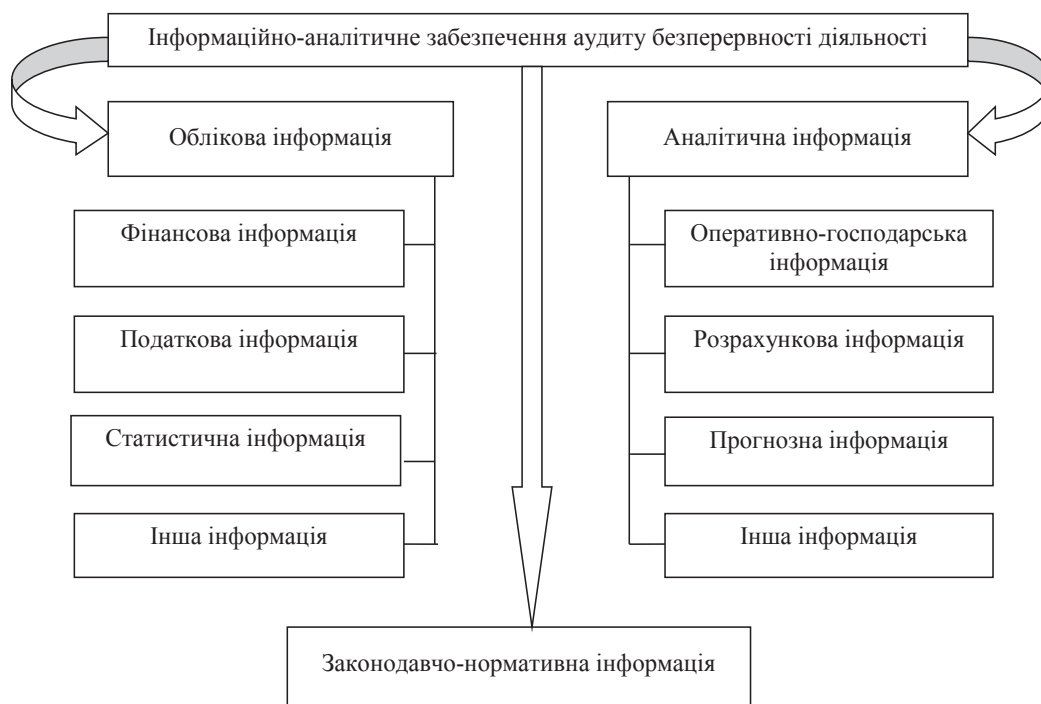 Інформаційно-аналітичне забезпечення аудиту безперервності діяльності
Облікова інформація
Фінансова інформація
Податкова інформація
Статистична інформація
Інша інформація
Аналітична інформація
Оперативно-господарська
інформація
Розрахункова інформація
Прогнозна інформація
Інша інформація
Законодавчо-нормативна інформація